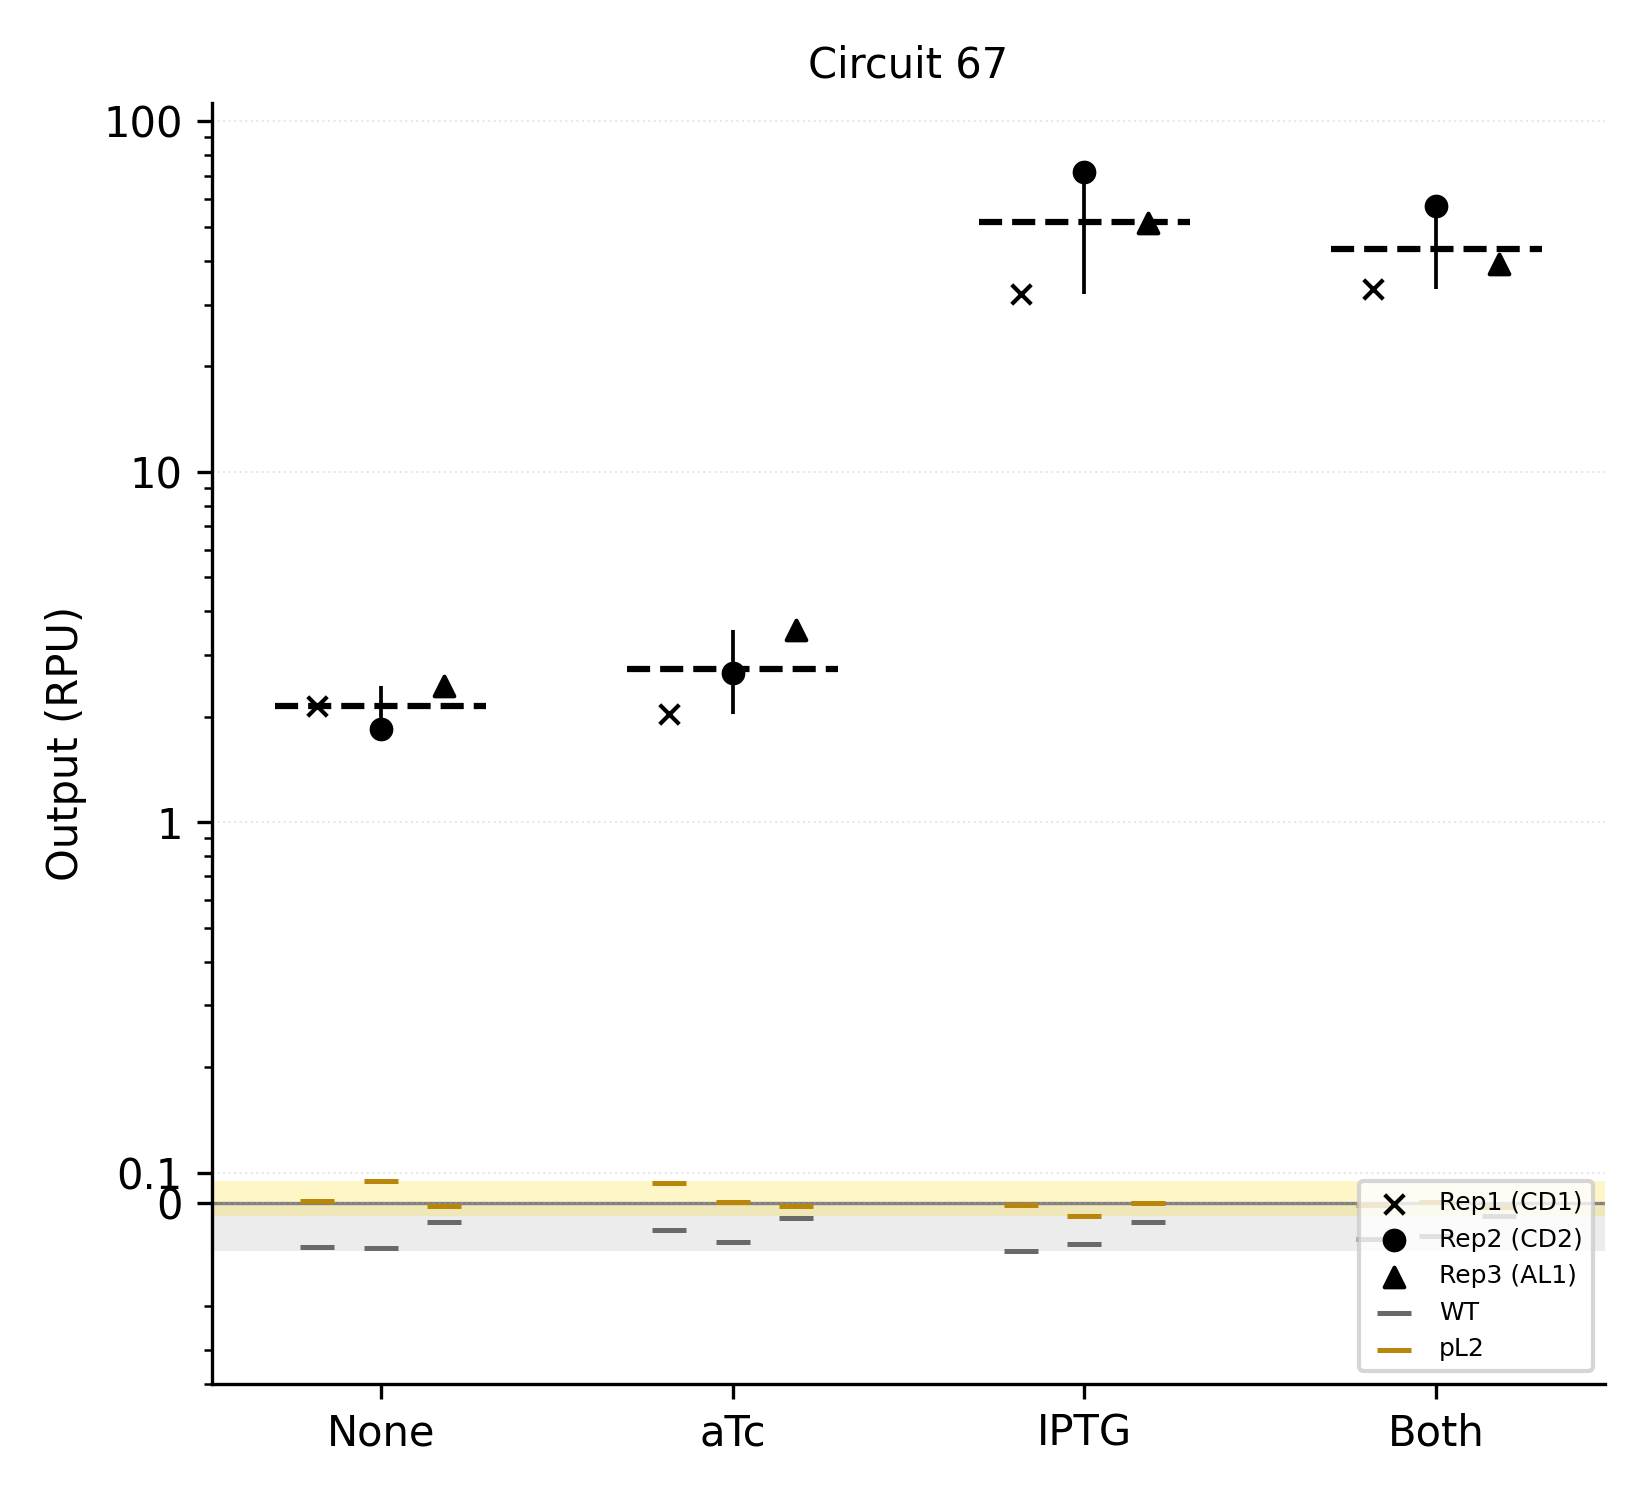 Circuit 67
Output (RPU)
100
10
1
0.1
0
None
aTc
IPTG
Both
Rep1 (CD1)
Rep2 (CD2)
Rep3 (AL1)
WT
pL2